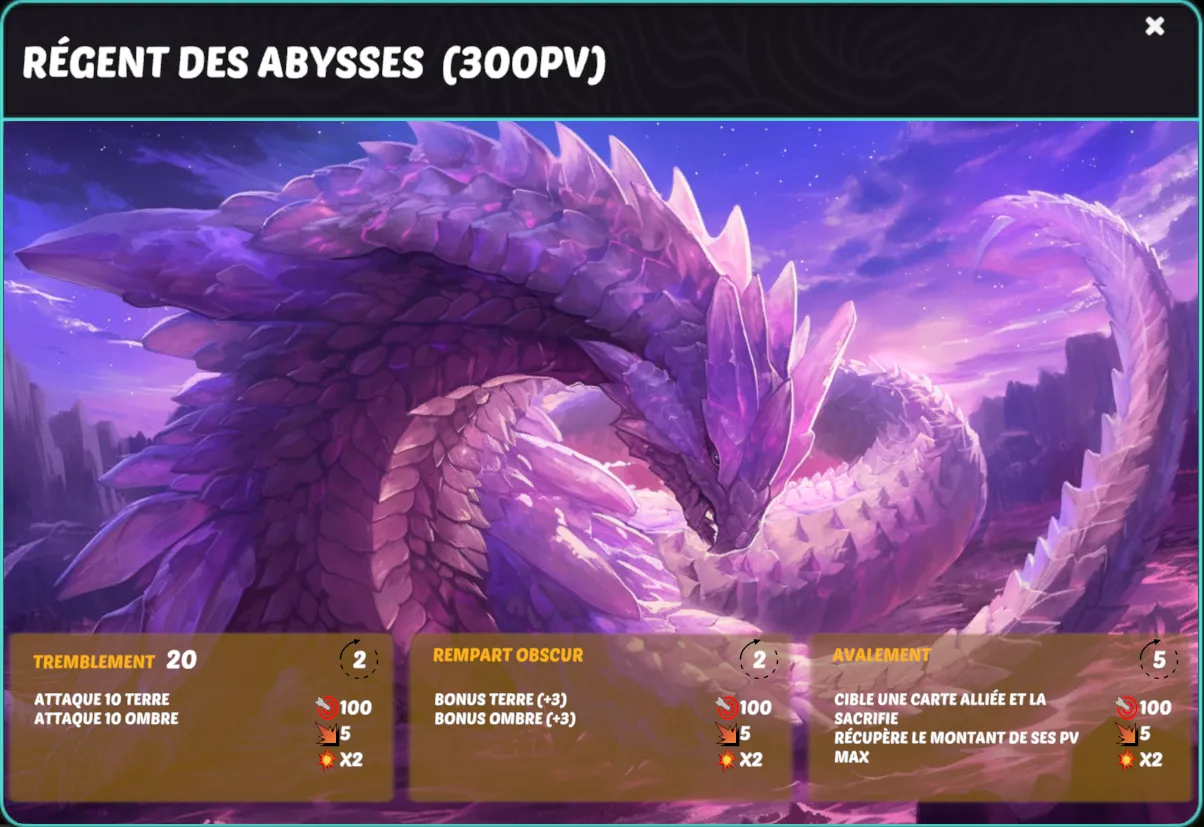 RÉGENT DES ABYSSES (300PV)
TREMBLEMENT 20
2
ATTAQUE 10 TERRE
ATTAQUE 10 OMBRE
100
5
X2
REMPART OBSCUR
2
BONUS TERRE (+3)
BONUS OMBRE (+3)
100
5
X2
AVALEMENT
5
CIBLE UNE CARTE ALLIÉE ET LA
SACRIFIE
RÉCUPÈRE LE MONTANT DE SES PV
MAX
100
5
X2